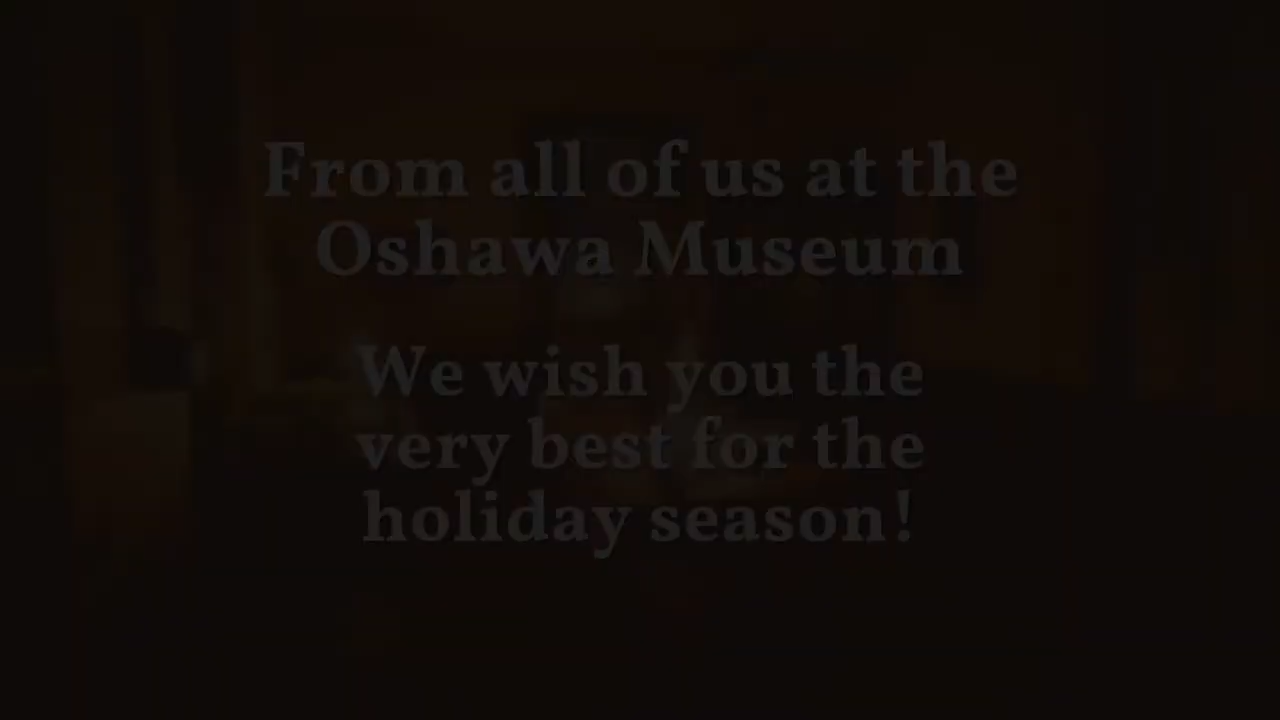 From all of us at the
Oshawa Museum
We wish you the
very best for the
holiday season!